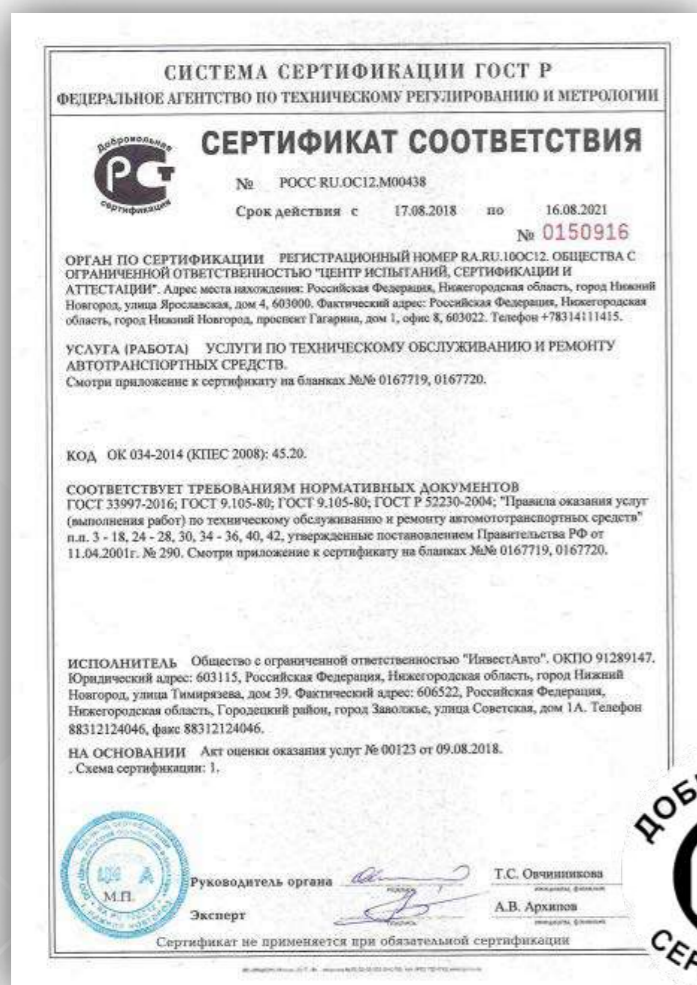 СИСТЕМА СЕРТИФИКАЦИИ ГОСТ Р
ФЕДЕРАЛЬНОЕ АГЕНТСТВО ПО ТЕХНИЧЕСКОМУ РЕГУЛИРОВАНИЮ И МЕТРОЛОГИИ
Добровольная
сертификация
СЕРТИФИКАТ СООТВЕТСТВИЯ
№ РОСС RU.ОС12.М00438
Срок действия с 17.08.2018 по 16.08.2021
№ 0150916
ОРГАН ПО СЕРТИФИКАЦИИ РЕГИСТРАЦИОННЫЙ НОМЕР RA.RU.10ОС12. ОБЩЕСТВА С
ОГРАНИЧЕННОЙ ОТВЕТСТВЕННОСТЬЮ "ЦЕНТР ИСПЫТАНИЙ, СЕРТИФИКАЦИИ И
АТТЕСТАЦИИ". Адрес места нахождения: Российская Федерация, Нижегородская область, город Нижний
Новгород, улица Ярославская, дом 4, 603000. Фактический адрес: Российская Федерация, Нижегородская
область, город Нижний Новгород, проспект Гагарина, дом 1, офис 8, 603022. Телефон +78314111415.
УСЛУГА (РАБОТА) УСЛУГИ ПО ТЕХНИЧЕСКОМУ ОБСЛУЖИВАНИЮ И РЕМОНТУ
АВТОТРАНСПОРТНЫХ СРЕДСТВ.
Смотри приложение к сертификату на бланках №№ 0167719, 0167720.
КОД ОК 034-2014 (КПЕС 2008): 45.20.
СООТВЕТСТВУЕТ ТРЕБОВАНИЯМ НОРМАТИВНЫХ ДОКУМЕНТОВ
ГОСТ 33997-2016; ГОСТ 9.105-80; ГОСТ 9.105-80; ГОСТ Р 52230-2004; "Правила оказания услуг
(выполнения работ) по техническому обслуживанию и ремонту автомототранспортных средств"
п.п. 3 - 18, 24 - 28, 30, 34 - 36, 40, 42, утвержденные постановлением Правительства РФ от
11.04.2001г. № 290. Смотри приложение к сертификату на бланках №№ 0167719, 0167720.
ИСПОЛНИТЕЛЬ Общество с ограниченной ответственностью "ИнвестАвто". ОКПО 91289147.
Юридический адрес: 603115, Российская Федерация, Нижегородская область, город Нижний
Новгород, улица Тимирязева, дом 39. Фактический адрес: 606522, Российская Федерация,
Нижегородская область, Городецкий район, город Заволжье, улица Советская, дом 1А. Телефон
88312124046, факс 88312124046.
НА ОСНОВАНИИ Акт оценки оказания услуг № 00123 от 09.08.2018.
. Схема сертификации: 1.
М.П.
Руководитель органа
подпись
Т.С. Овчинникова
инициалы, фамилия
Эксперт
подпись
А.В. Архипов
инициалы, фамилия
Сертификат не применяется при обязательной сертификации